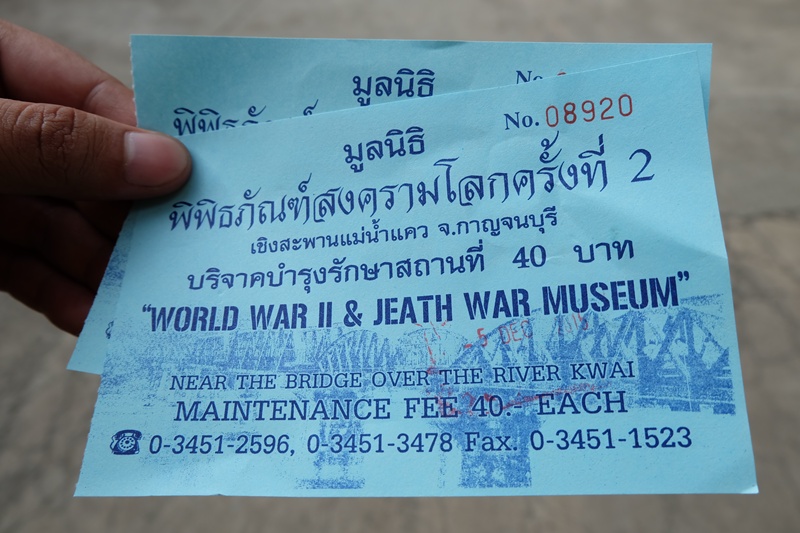 มูลนิธิ
No.
No. 08920
มูลนิธิ
พิพิธภัณฑ์สงครามโลกครั้งที่ 2
เชิงสะพานแม่น้ำแคว จ.กาญจนบุรี
บริจาคบำรุงรักษาสถานที่ 40 บาท
"WORLD WAR II & JEATH WAR MUSEUM"
- 5 DEC
NEAR THE BRIDGE OVER THE RIVER KWAI
MAINTENANCE FEE 40.- EACH
0-3451-2596, 0-3451-3478 Fax. 0-3451-1523